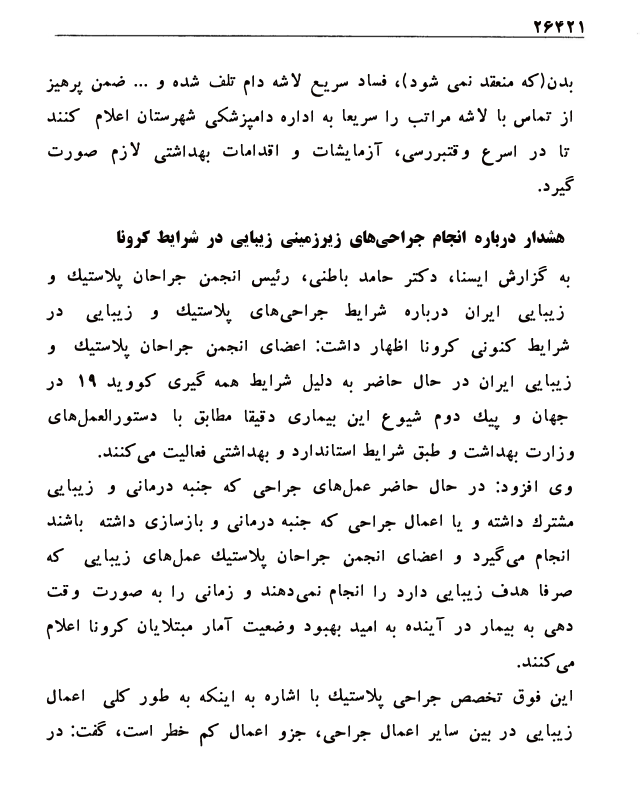 ۲۶۴۲۱
بدن(که منعقد نمی شود)، فساد سریع لاشه دام تلف شده و ... ضمن پرهیز
از تماس با لاشه مراتب را سریعا به اداره دامپزشکی شهرستان اعلام کنند
تا در اسرع وقتبررسی، آزمایشات و اقدامات بهداشتی لازم صورت
گیرد.
هشدار درباره انجام جراحی‌های زیرزمینی زیبایی در شرایط کرونا
به گزارش ایسنا، دکتر حامد باطنی، رئیس انجمن جراحان پلاستیك و
زیبایی ایران درباره شرایط جراحی‌های پلاستیك و زیبایی در
شرایط کنونی کرونا اظهار داشت: اعضای انجمن جراحان پلاستیك و
زیبایی ایران در حال حاضر به دلیل شرایط همه گیری کووید ۱۹ در
جهان و پیك دوم شیوع این بیماری دقیقا مطابق با دستورالعمل‌های
وزارت بهداشت و طبق شرایط استاندارد و بهداشتی فعالیت می‌کنند.
وی افزود: در حال حاضر عمل‌های جراحی که جنبه درمانی و زیبایی
مشترك داشته و یا اعمال جراحی که جنبه درمانی و بازسازی داشته باشند
انجام می‌گیرد و اعضای انجمن جراحان پلاستیك عمل‌های زیبایی که
صرفا هدف زیبایی دارد را انجام نمی‌دهند و زمانی را به صورت وقت
دهی به بیمار در آینده به امید بهبود وضعیت آمار مبتلایان کرونا اعلام
می‌کنند.
این فوق تخصص جراحی پلاستیك با اشاره به اینکه به طور کلی اعمال
زیبایی در بین سایر اعمال جراحی، جزو اعمال کم خطر است، گفت: در